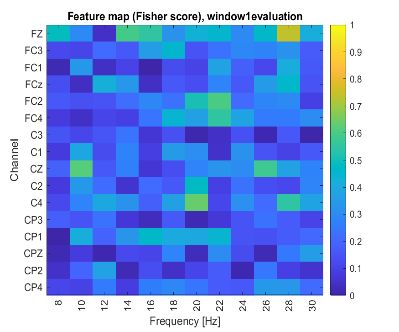 Feature map (Fisher score), window1evaluation
FZ
FC3
FC1
FCz
FC2
FC4
C3
C1
CZ
C2
C4
CP3
CP1
CPZ
CP2
CP4
Channel
8 10 12 14 16 18 20 22 24 26 28 30
Frequency [Hz]
1
0.9
0.8
0.7
0.6
0.5
0.4
0.3
0.2
0.1
0